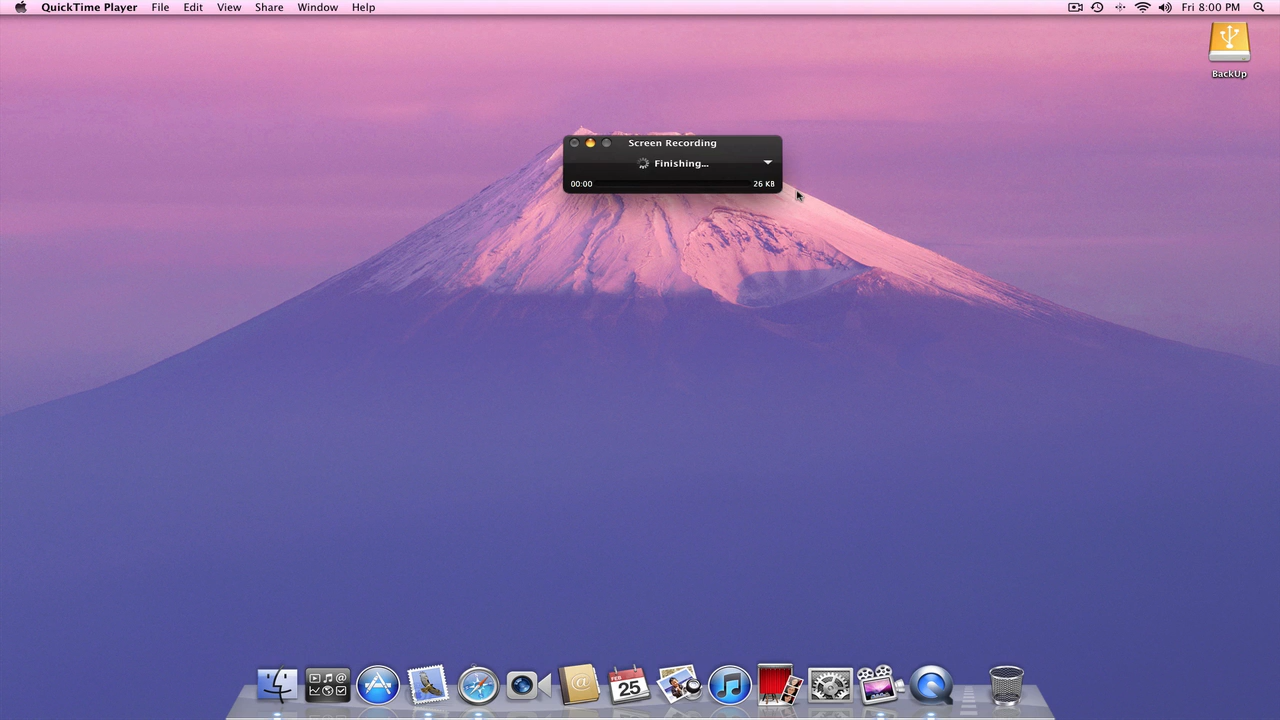 QuickTime Player File Edit View Share Window Help Fri 8:00 PM
BackUp
Screen Recording
Finishing...
00:00 26 KB
FEB
25